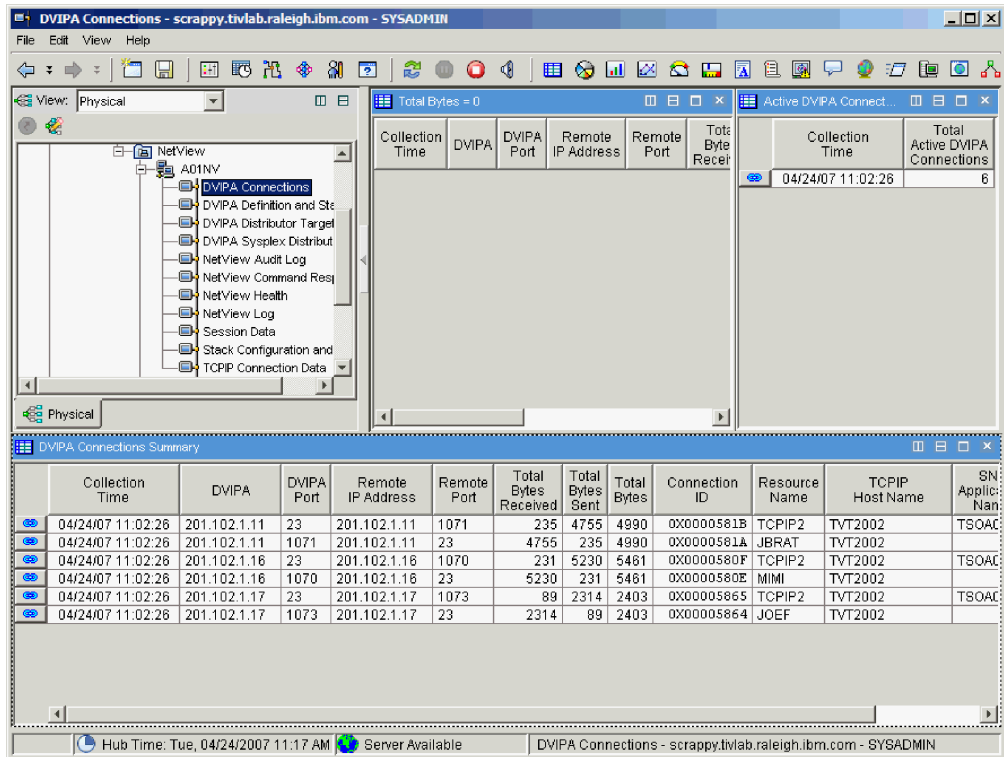 DVIPA Connections - scrappy.tivlab.raleigh.ibm.com - SYSADMIN
File Edit View Help
View: Physical
NetView
A01NV
DVIPA Connections
DVIPA Definition and Sta
DVIPA Distributor Target
DVIPA Sysplex Distribut
NetView Audit Log
NetView Command Resp
NetView Health
NetView Log
Session Data
Stack Configuration and
TCPIP Connection Data
Physical
Total Bytes = 0
Collection Time DVIPA DVIPA Port Remote IP Address Remote Port Tota Byte Recei
Active DVIPA Connect...
Collection Time Total Active DVIPA Connections
04/24/07 11:02:26 6
DVIPA Connections Summary
Collection Time DVIPA DVIPA Port Remote IP Address Remote Port Total Bytes Received Total Bytes Sent Total Bytes Connection ID Resource Name TCPIP Host Name SN Applic Nan
04/24/07 11:02:26 201.102.1.11 23 201.102.1.11 1071 235 4755 4990 0X0000581B TCPIP2 TVT2002 TSOAD
04/24/07 11:02:26 201.102.1.11 1071 201.102.1.11 23 4755 235 4990 0X0000581A JBRAT TVT2002
04/24/07 11:02:26 201.102.1.16 23 201.102.1.16 1070 231 5230 5461 0X0000580F TCPIP2 TVT2002 TSOAD
04/24/07 11:02:26 201.102.1.16 1070 201.102.1.16 23 5230 231 5461 0X0000580E MIMI TVT2002
04/24/07 11:02:26 201.102.1.17 23 201.102.1.17 1073 89 2314 2403 0X00005865 TCPIP2 TVT2002 TSOAD
04/24/07 11:02:26 201.102.1.17 1073 201.102.1.17 23 2314 89 2403 0X00005864 JOEF TVT2002
Hub Time: Tue, 04/24/2007 11:17 AM Server Available DVIPA Connections - scrappy.tivlab.raleigh.ibm.com - SYSADMIN